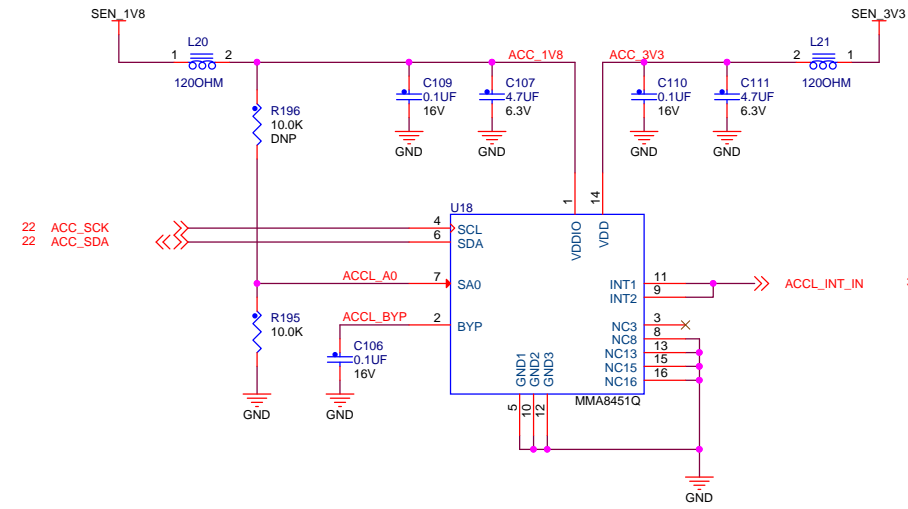 SEN_1V8
SEN_3V3
L20
1 2
120OHM
ACC_1V8
ACC_3V3
L21
2 1
120OHM
C109
0.1UF
16V
C107
4.7UF
6.3V
C110
0.1UF
16V
C111
4.7UF
6.3V
GND
GND
GND
GND
R196
10.0K
DNP
U18
1
14
VDDIO
VDD
22 ACC_SCK
4 SCL
22 ACC_SDA
6 SDA
ACCL_A0
7 SA0
INT1 11
INT2 9
ACCL_INT_IN
ACCL_BYP
2 BYP
R195
10.0K
C106
0.1UF
16V
NC3 3
NC8 8
NC13 13
NC15 15
NC16 16
GND1
GND2
GND3
MMA8451Q
5
10
12
GND
GND
GND